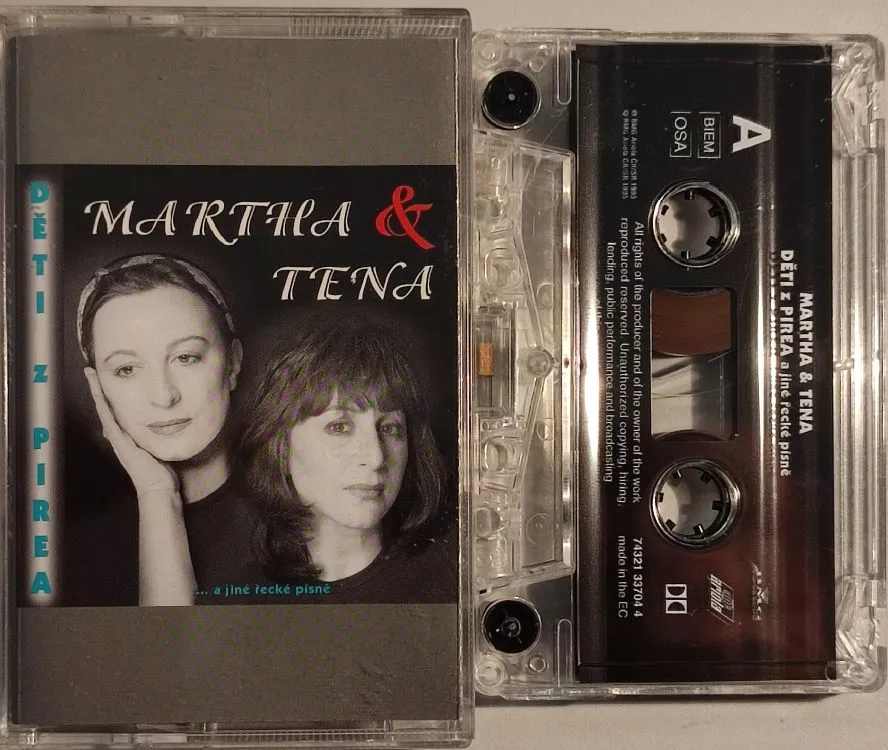 MARTHA &
TENA
DĚTI z PIREA
... a jiné řecké písně
A
BIEM
OSA
MARTHA & TENA
DĚTI z PIREA a jiné řecké písně
All rights of the producer and of the owner of the work
reproduced reserved. Unauthorized copying, hiring,
lending, public performance and broadcasting
74321 33704 4
made in the EC
BMG
ariola